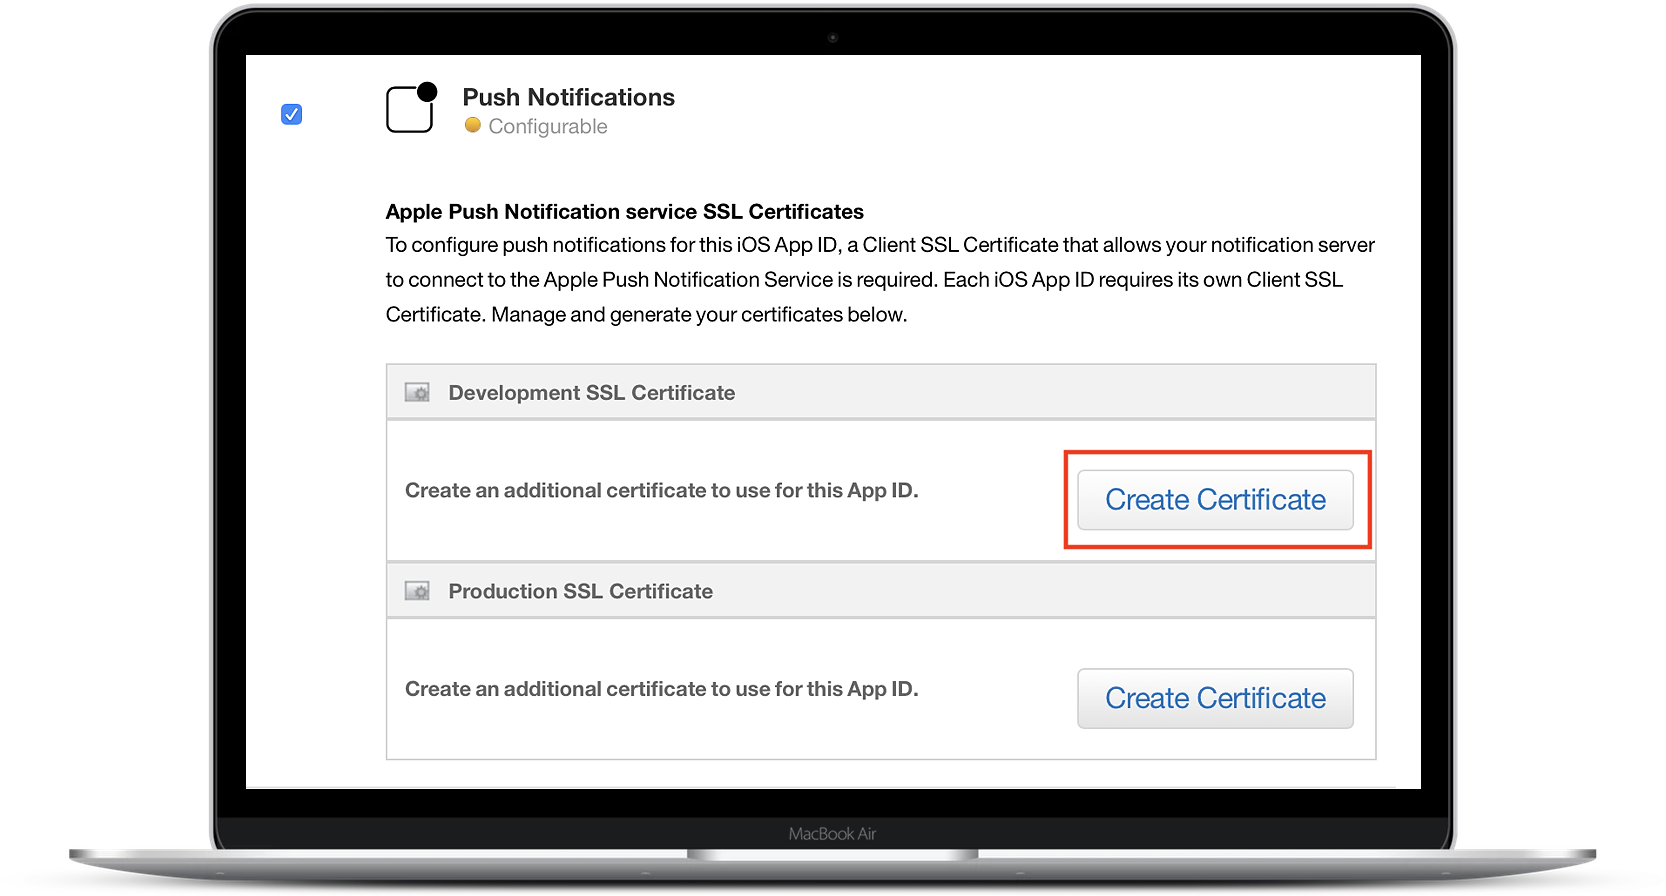 Push Notifications
Configurable
Apple Push Notification service SSL Certificates
To configure push notifications for this iOS App ID, a Client SSL Certificate that allows your notification server
to connect to the Apple Push Notification Service is required. Each iOS App ID requires its own Client SSL
Certificate. Manage and generate your certificates below.
Development SSL Certificate
Create an additional certificate to use for this App ID.
Create Certificate
Production SSL Certificate
Create an additional certificate to use for this App ID.
Create Certificate
MacBook Air